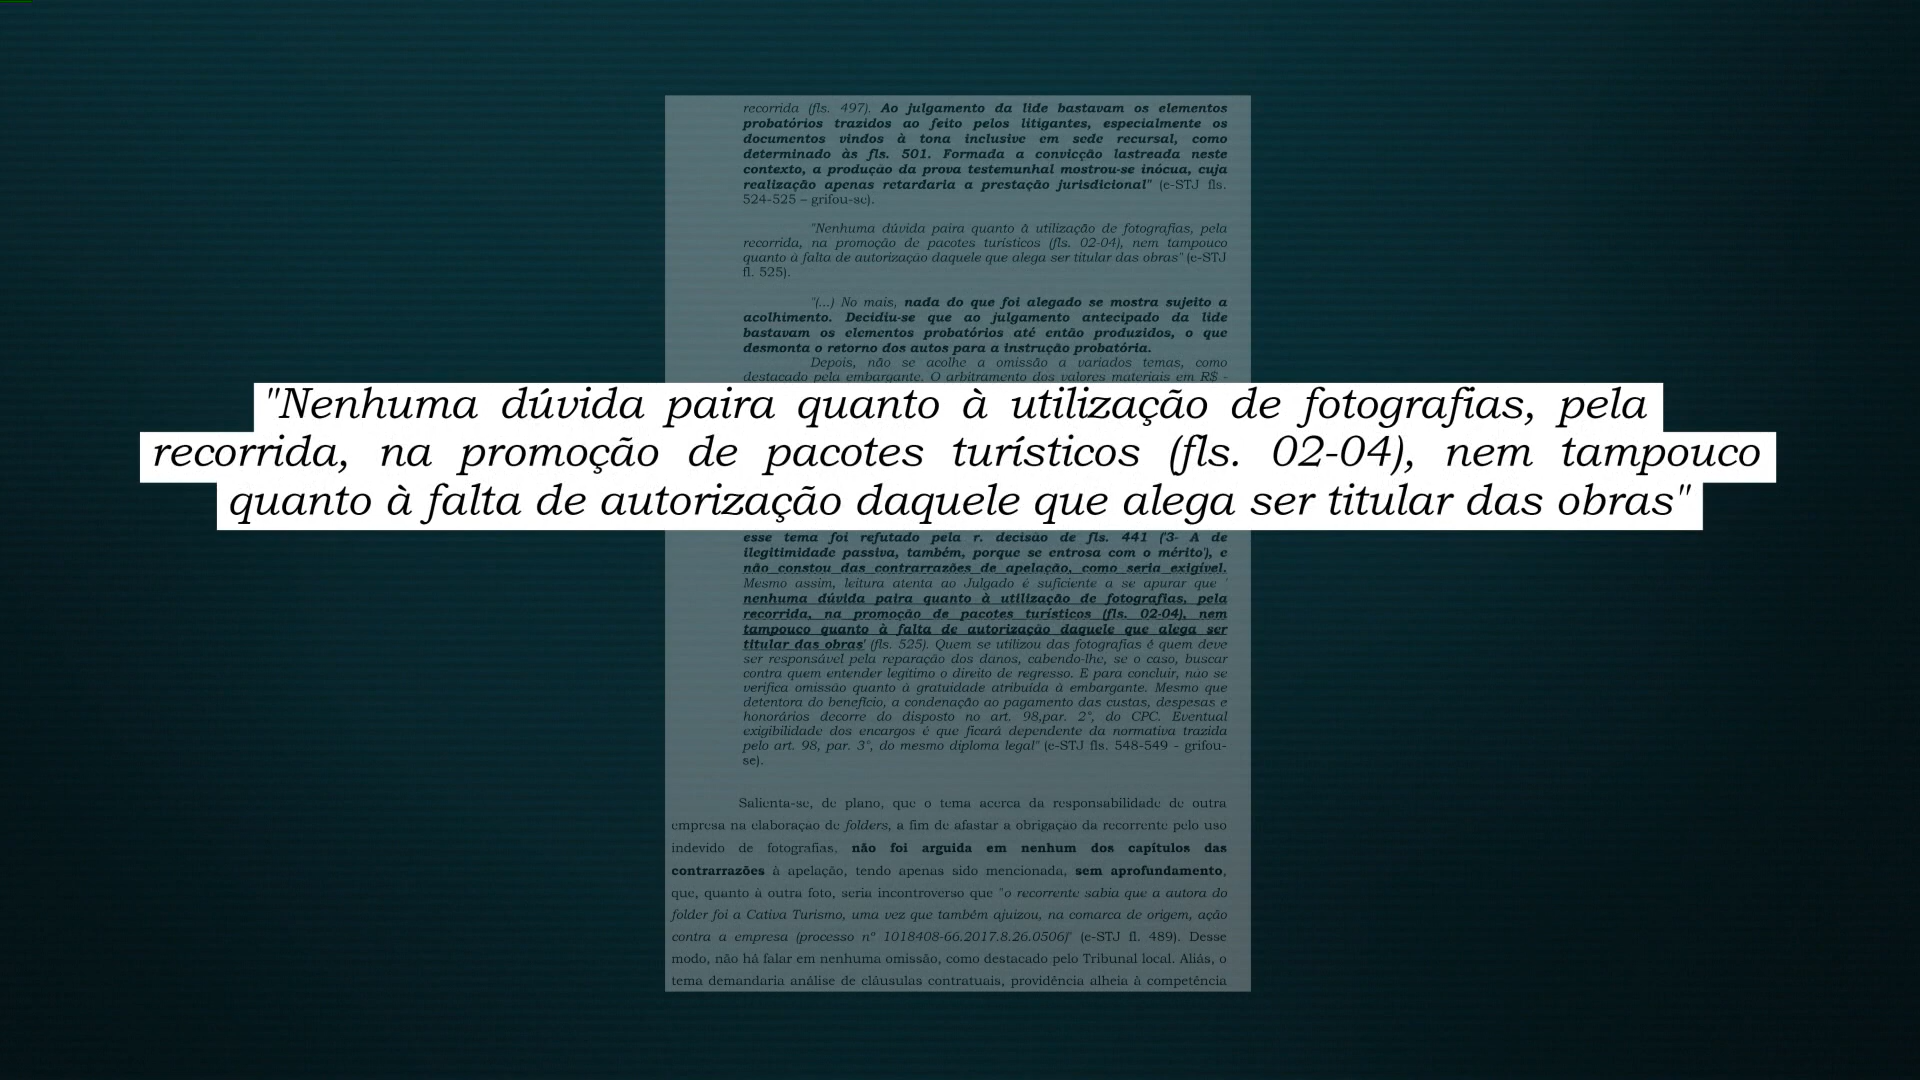 recorrida (fls. 497). Ao julgamento da lide bastavam os elementos
probatórios trazidos ao feito pelos litigantes, especialmente os
documentos vindos à tona inclusive em sede recursal, como
determinado às fls. 501. Formada a convicção lastreada neste
contexto, a produção da prova testemunhal mostrou-se inócua, cuja
realização apenas retardaria a prestação jurisdicional" (e-STJ fls.
524-525 – grifou-se).
"Nenhuma dúvida paira quanto à utilização de fotografias, pela
recorrida, na promoção de pacotes turísticos (fls. 02-04), nem tampouco
quanto à falta de autorização daquele que alega ser titular das obras" (e-STJ
fl. 525).
"(...) No mais, nada do que foi alegado se mostra sujeito a
acolhimento. Decidiu-se que ao julgamento antecipado da lide
bastavam os elementos probatórios até então produzidos, o que
desmonta o retorno dos autos para a instrução probatória.
Depois, não se acolhe a omissão a variados temas, como
destacado pela embargante. O arbitramento dos valores materiais em R$ -
"Nenhuma dúvida paira quanto à utilização de fotografias, pela
recorrida, na promoção de pacotes turísticos (fls. 02-04), nem tampouco
quanto à falta de autorização daquele que alega ser titular das obras"
esse tema foi refutado pela r. decisão de fls. 441 ('3- A de
ilegitimidade passiva, também, porque se entrosa com o mérito'), e
não constou das contrarrazões de apelação, como seria exigível.
Mesmo assim, leitura atenta ao Julgado é suficiente a se apurar que '
nenhuma dúvida paira quanto à utilização de fotografias, pela
recorrida, na promoção de pacotes turísticos (fls. 02-04), nem
tampouco quanto à falta de autorização daquele que alega ser
titular das obras' (fls. 525). Quem se utilizou das fotografias é quem deve
ser responsável pela reparação dos danos, cabendo-lhe, se o caso, buscar
contra quem entender legítimo o direito de regresso. E para concluir, não se
verifica omissão quanto à gratuidade atribuída à embargante. Mesmo que
detentora do benefício, a condenação ao pagamento das custas, despesas e
honorários decorre do disposto no art. 98,par. 2°, do CPC. Eventual
exigibilidade dos encargos é que ficará dependente da normativa trazida
pelo art. 98, par. 3°, do mesmo diploma legal" (e-STJ fls. 548-549 - grifou-
se).
Salienta-se, de plano, que o tema acerca da responsabilidade de outra
empresa na elaboração de folders, a fim de afastar a obrigação da recorrente pelo uso
indevido de fotografias, não foi arguida em nenhum dos capítulos das
contrarrazões à apelação, tendo apenas sido mencionada, sem aprofundamento,
que, quanto à outra foto, seria incontroverso que "o recorrente sabia que a autora do
folder foi a Cativa Turismo, uma vez que também ajuizou, na comarca de origem, ação
contra a empresa (processo nº 1018408-66.2017.8.26.0506)" (e-STJ fl. 489). Desse
modo, não há falar em nenhuma omissão, como destacado pelo Tribunal local. Aliás, o
tema demandaria análise de cláusulas contratuais, providência alheia à competência